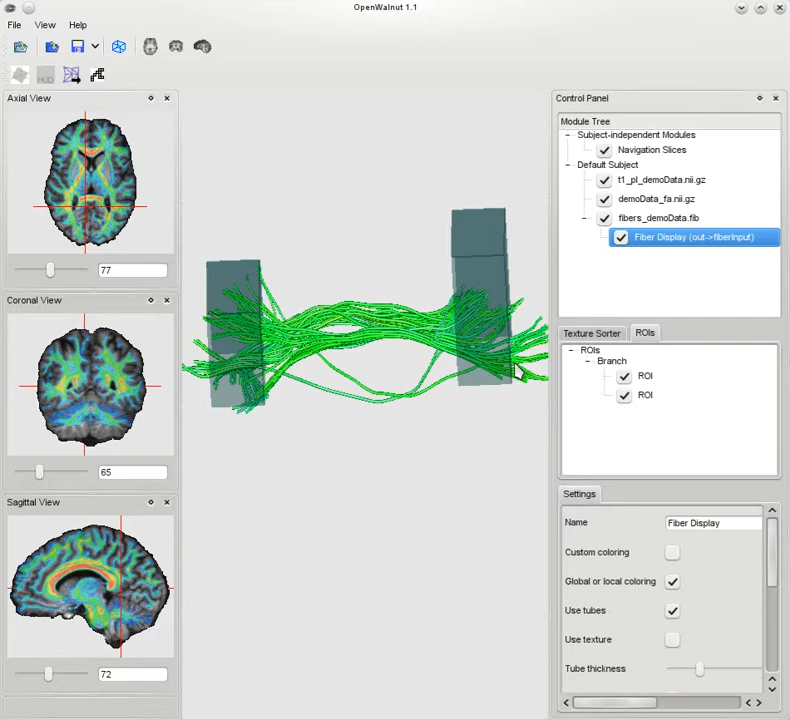 OpenWalnut 1.1
File View Help
HUD
Axial View
77
Coronal View
65
Sagittal View
72
Control Panel
Module Tree
Subject-independent Modules
Navigation Slices
Default Subject
t1_pl_demoData.nii.gz
demoData_fa.nii.gz
fibers_demoData.fib
Fiber Display (out->fiberInput)
Texture Sorter ROIs
ROIs
Branch
ROI
ROI
Settings
Name Fiber Display
Custom coloring
Global or local coloring
Use tubes
Use texture
Tube thickness